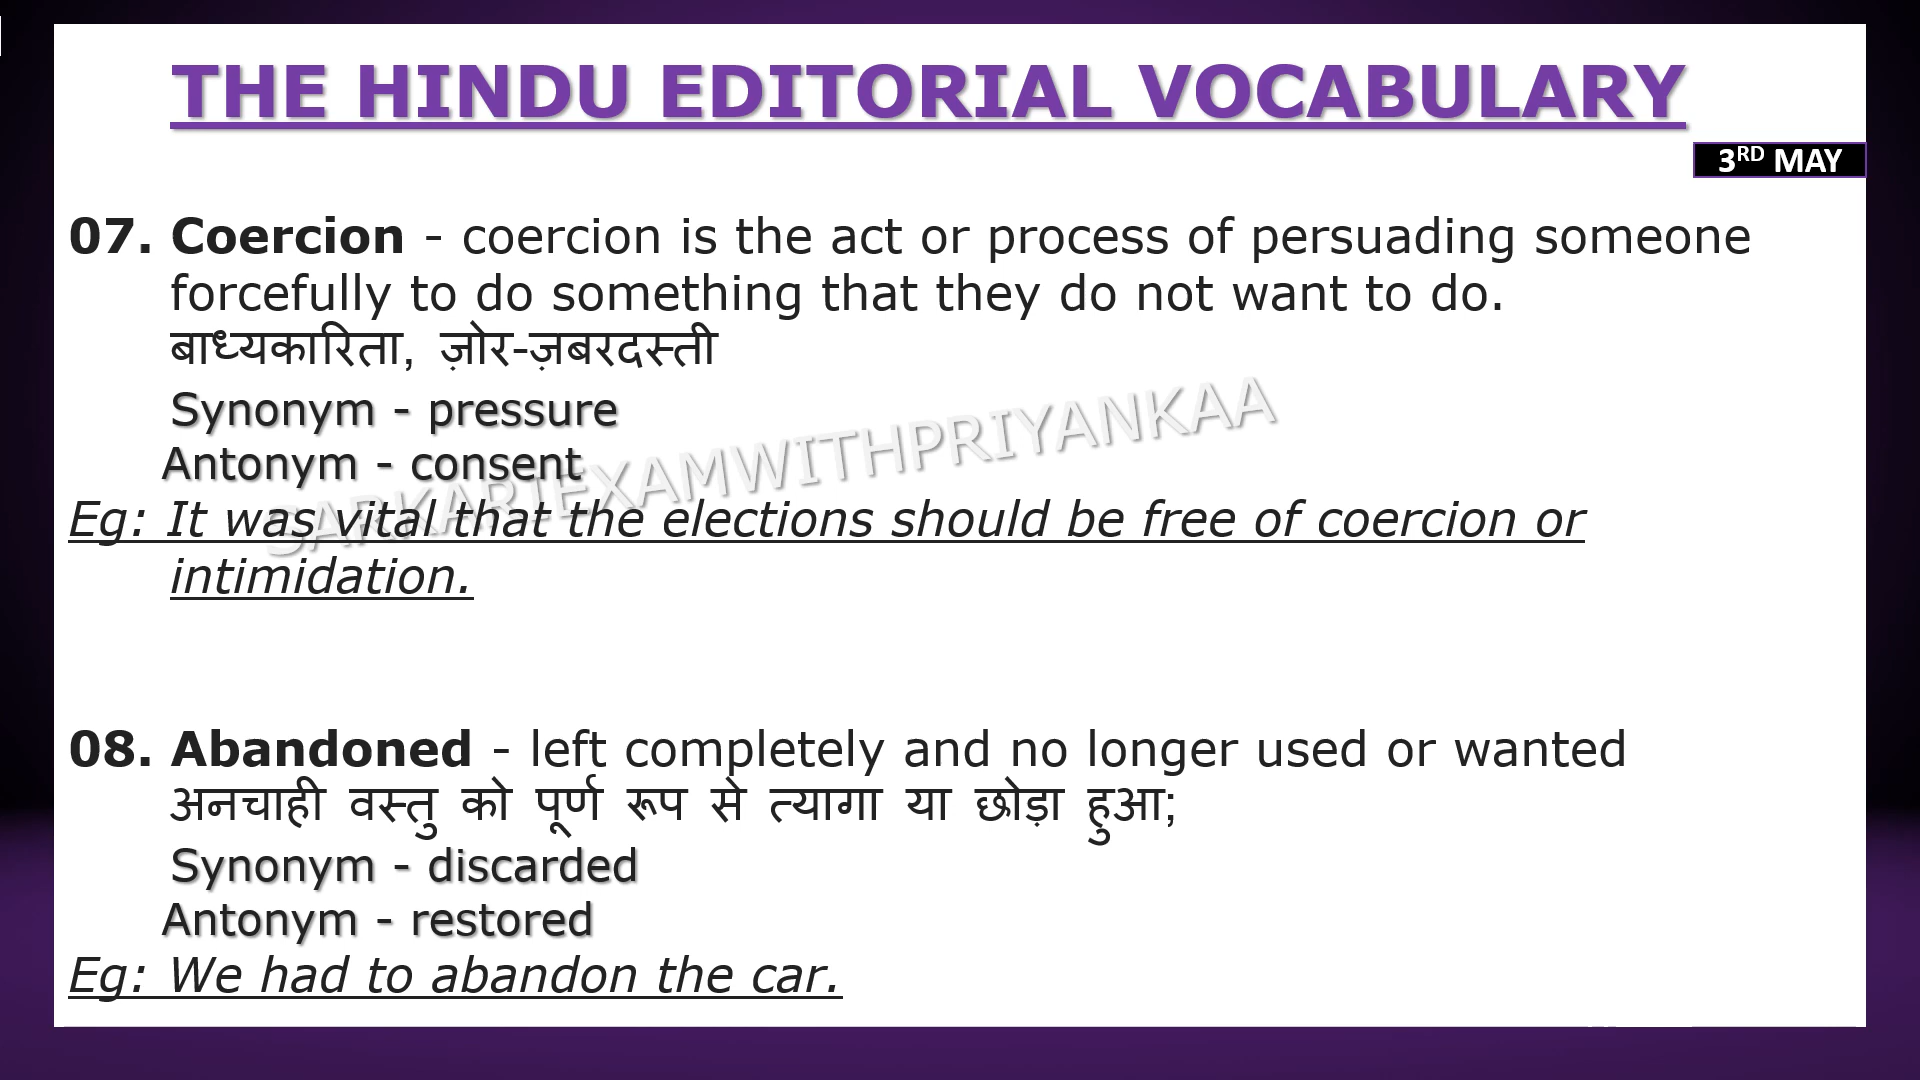 THE HINDU EDITORIAL VOCABULARY
3RD MAY
07. Coercion - coercion is the act or process of persuading someone
forcefully to do something that they do not want to do.
बाध्यकारिता, ज़ोर-ज़बरदस्ती
Synonym - pressure
Antonym - consent
SARKARIEXAMWITHPRIYANKAA
Eg: It was vital that the elections should be free of coercion or
intimidation.
08. Abandoned - left completely and no longer used or wanted
अनचाही वस्तु को पूर्ण रूप से त्यागा या छोड़ा हुआ;
Synonym - discarded
Antonym - restored
Eg: We had to abandon the car.